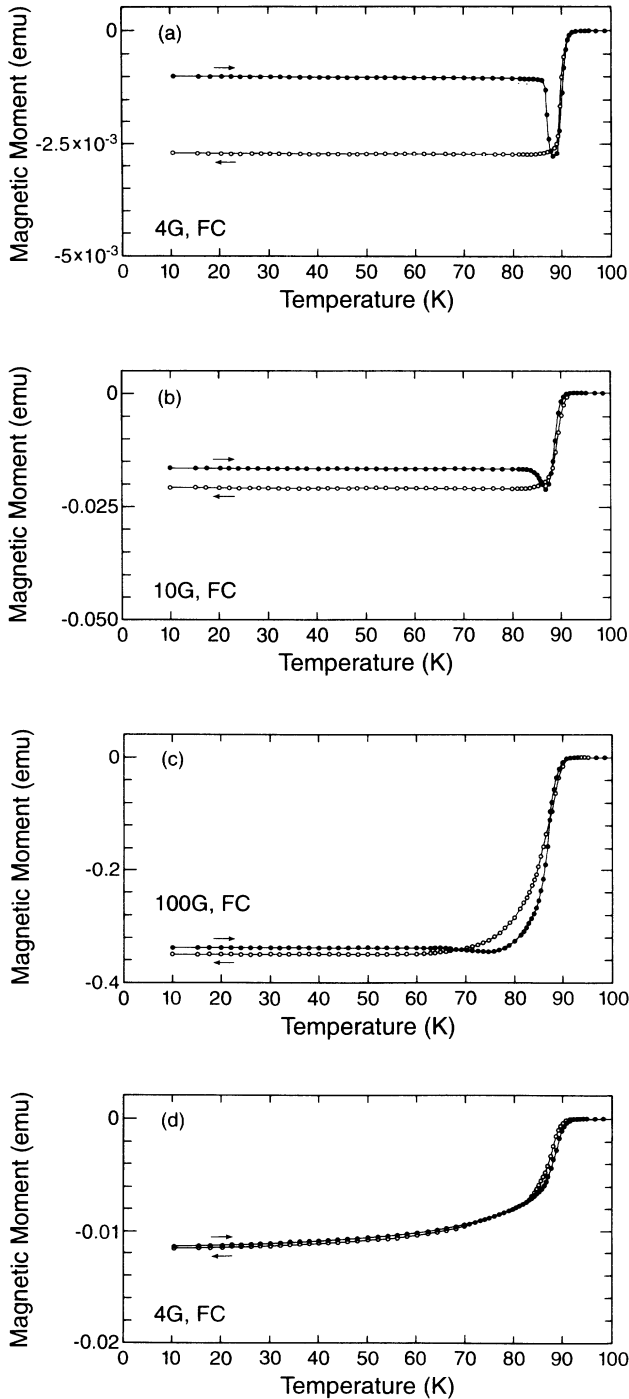 Magnetic Moment (emu)
0
-2.5×10⁻³
-5×10⁻³
(a)
4G, FC
0 10 20 30 40 50 60 70 80 90 100
Temperature (K)
Magnetic Moment (emu)
0
-0.025
-0.050
(b)
10G, FC
0 10 20 30 40 50 60 70 80 90 100
Temperature (K)
Magnetic Moment (emu)
0
-0.2
-0.4
(c)
100G, FC
0 10 20 30 40 50 60 70 80 90 100
Temperature (K)
Magnetic Moment (emu)
0
-0.01
-0.02
(d)
4G, FC
0 10 20 30 40 50 60 70 80 90 100
Temperature (K)